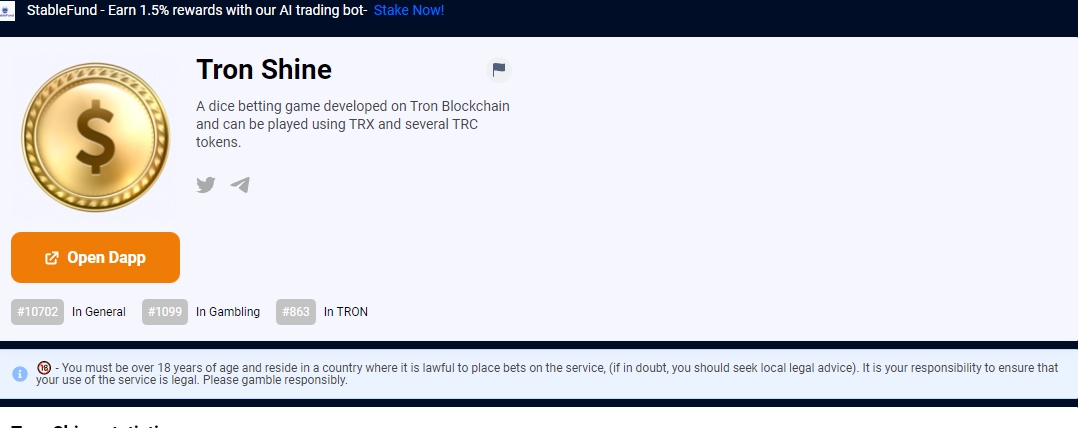 StableFund - Earn 1.5% rewards with our AI trading bot- Stake Now!
Tron Shine
A dice betting game developed on Tron Blockchain
and can be played using TRX and several TRC
tokens.
$
Open Dapp
#10702 In General #1099 In Gambling #863 In TRON
18 - You must be over 18 years of age and reside in a country where it is lawful to place bets on the service, (if in doubt, you should seek local legal advice). It is your responsibility to ensure that
your use of the service is legal. Please gamble responsibly.